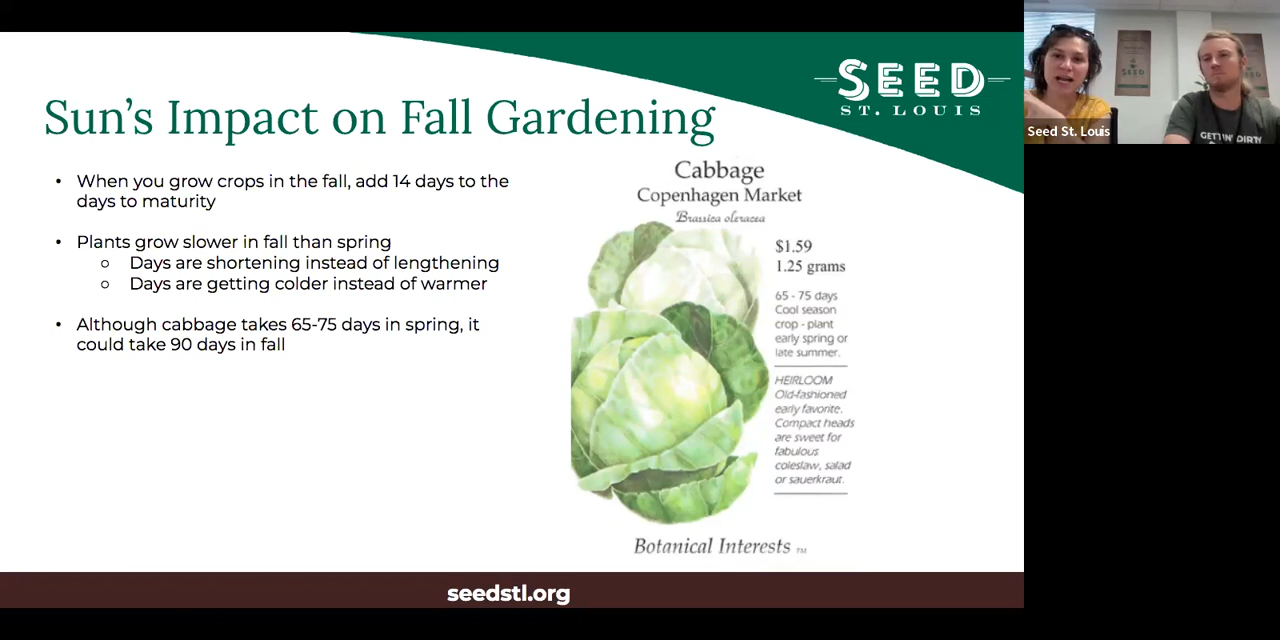 SEED
ST. LOUIS
Sun's Impact on Fall Gardening
• When you grow crops in the fall, add 14 days to the
days to maturity
• Plants grow slower in fall than spring
○ Days are shortening instead of lengthening
○ Days are getting colder instead of warmer
• Although cabbage takes 65-75 days in spring, it
could take 90 days in fall
Cabbage
Copenhagen Market
Brassica oleracea
$1.59
1.25 grams
65 - 75 days
Cool season
crop - plant
early spring or
late summer.
HEIRLOOM
Old-fashioned
early favorite.
Compact heads
are sweet for
fabulous
coleslaw, salad
or sauerkraut.
Botanical Interests TM
seedstl.org
SEED
Seed St. Louis
GETTIN' DIRTY